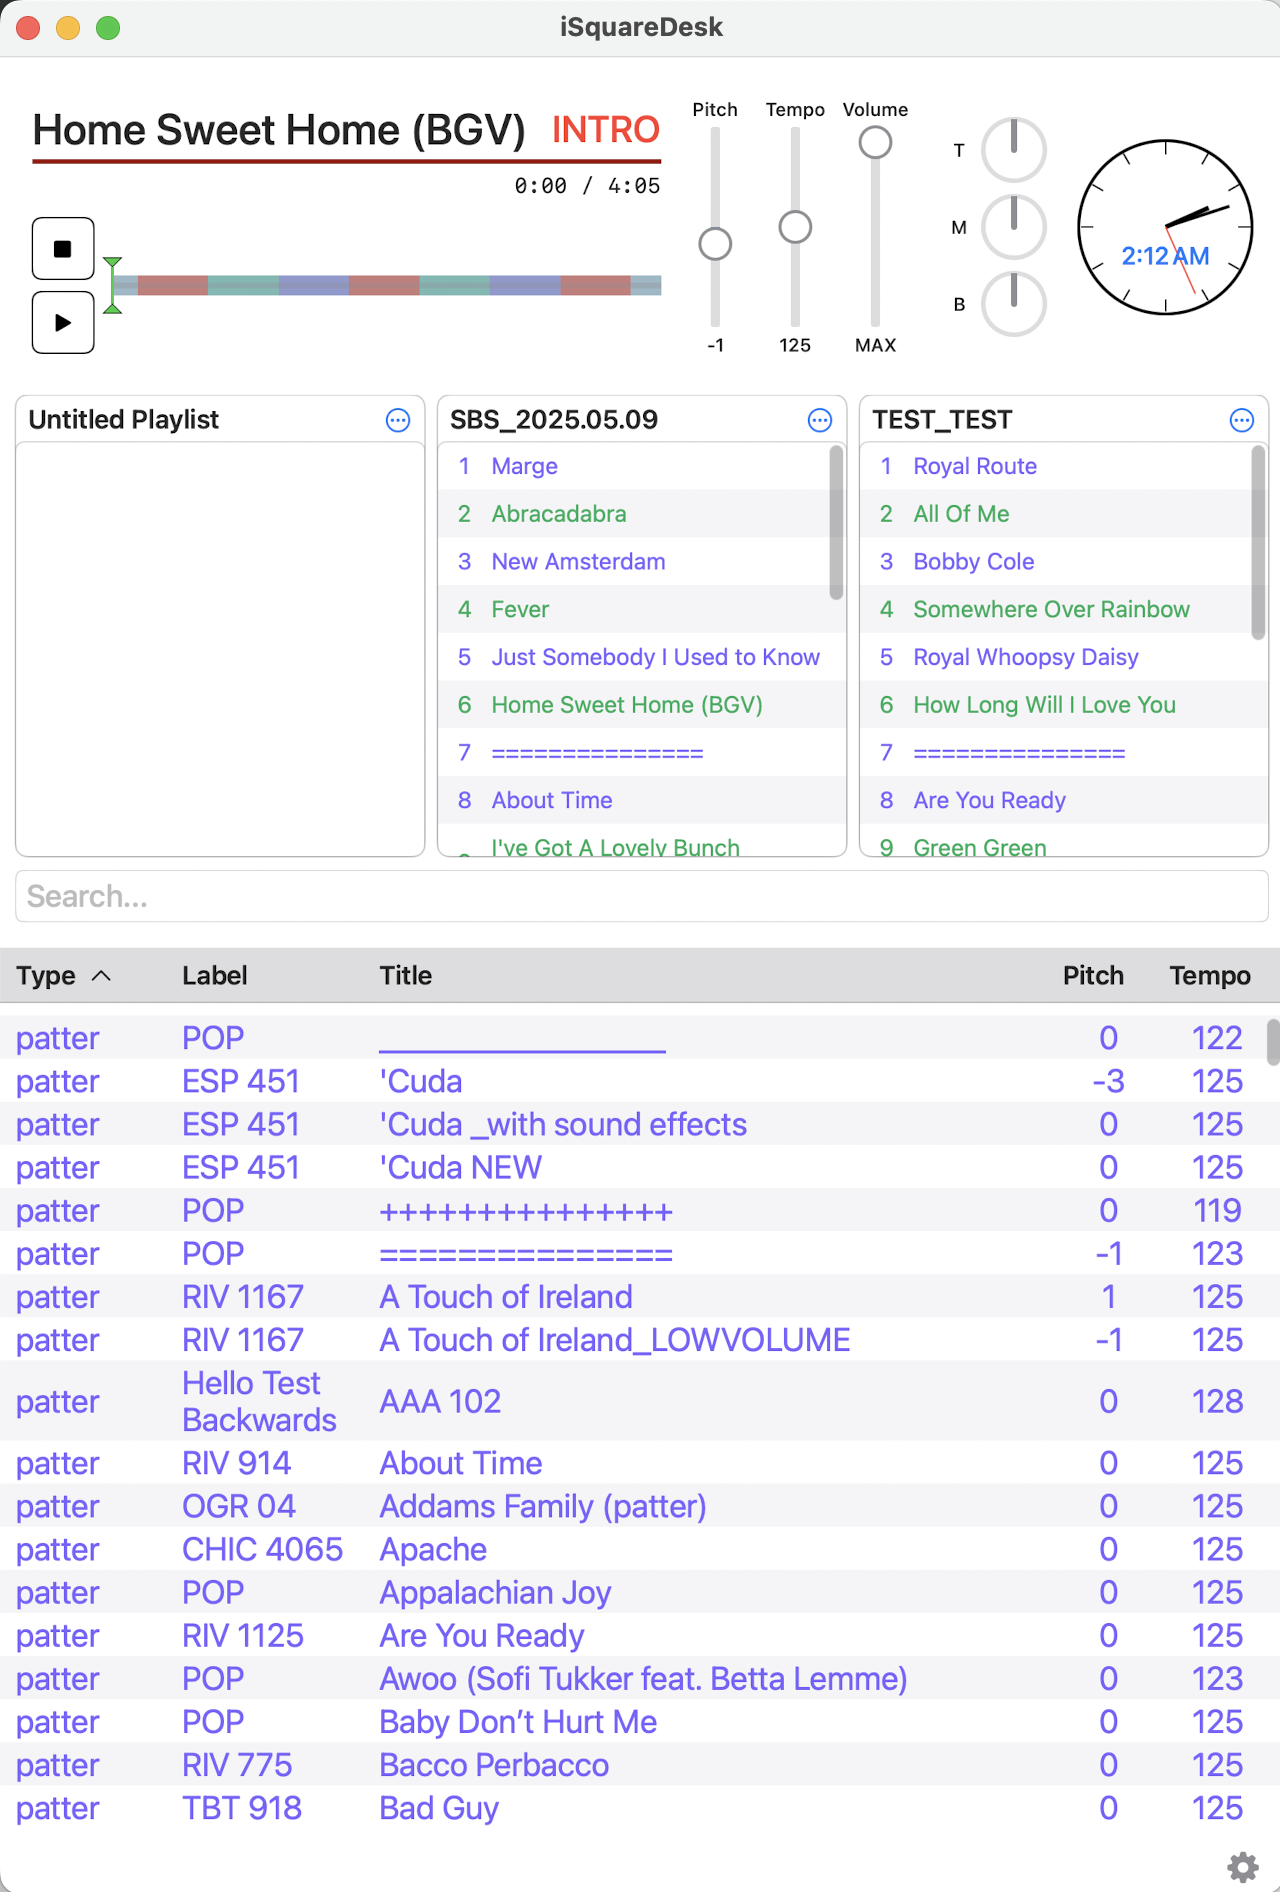 iSquareDesk
Home Sweet Home (BGV) INTRO
0:00 / 4:05
Pitch Tempo Volume
-1 125 MAX
T
M
B
2:12 AM
Untitled Playlist
SBS_2025.05.09
1 Marge
2 Abracadabra
3 New Amsterdam
4 Fever
5 Just Somebody I Used to Know
6 Home Sweet Home (BGV)
7 ===============
8 About Time
I've Got A Lovely Bunch
TEST_TEST
1 Royal Route
2 All Of Me
3 Bobby Cole
4 Somewhere Over Rainbow
5 Royal Whoopsy Daisy
6 How Long Will I Love You
7 ===============
8 Are You Ready
9 Green Green
Search...
Type Label Title Pitch Tempo
patter POP ________________ 0 122
patter ESP 451 'Cuda -3 125
patter ESP 451 'Cuda _with sound effects 0 125
patter ESP 451 'Cuda NEW 0 125
patter POP +++++++++++++++ 0 119
patter POP =============== -1 123
patter RIV 1167 A Touch of Ireland 1 125
patter RIV 1167 A Touch of Ireland_LOWVOLUME -1 125
patter Hello Test Backwards AAA 102 0 128
patter RIV 914 About Time 0 125
patter OGR 04 Addams Family (patter) 0 125
patter CHIC 4065 Apache 0 125
patter POP Appalachian Joy 0 125
patter RIV 1125 Are You Ready 0 125
patter POP Awoo (Sofi Tukker feat. Betta Lemme) 0 123
patter POP Baby Don’t Hurt Me 0 125
patter RIV 775 Bacco Perbacco 0 125
patter TBT 918 Bad Guy 0 125